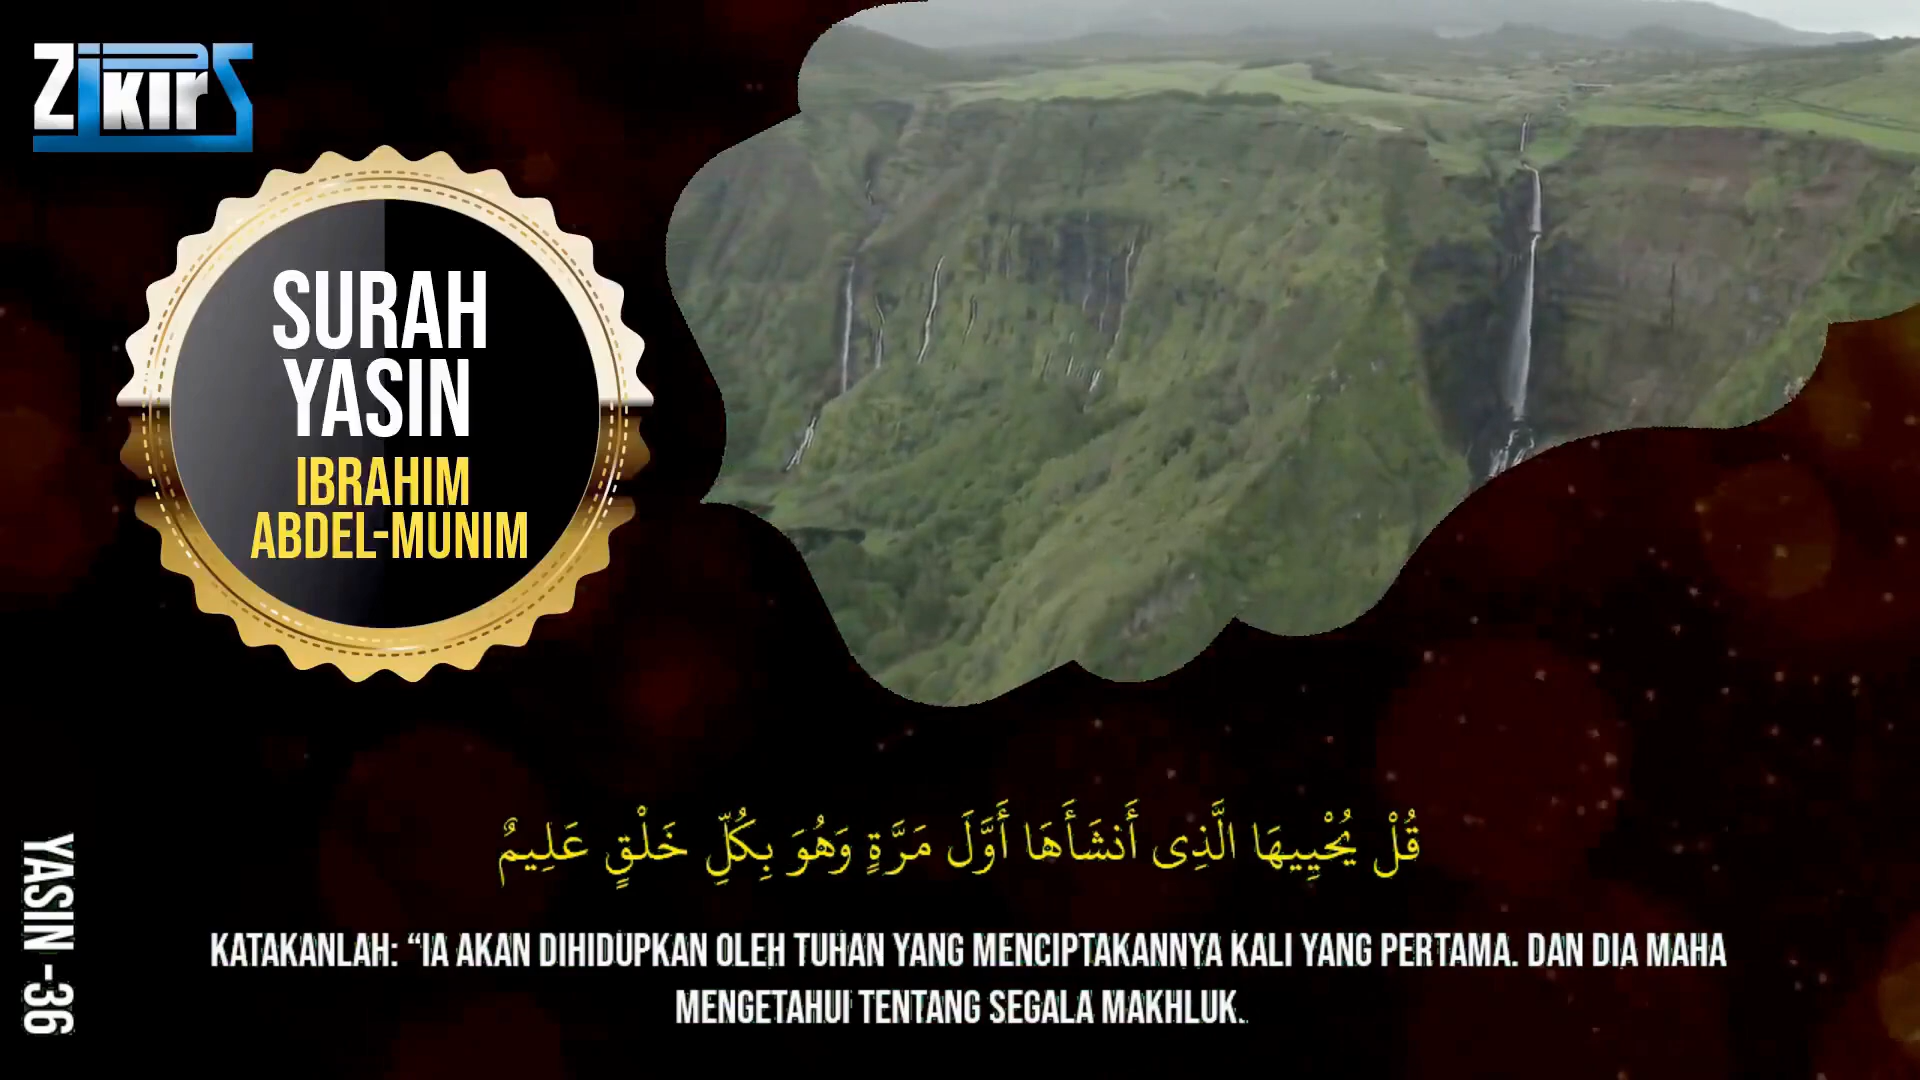 ZikirS
SURAH
YASIN
IBRAHIM
ABDEL-MUNIM
قُلْ يُحْيِيهَا الَّذِى أَنشَأَهَا أَوَّلَ مَرَّةٍ وَهُوَ بِكُلِّ خَلْقٍ عَلِيمٌ
KATAKANLAH: “IA AKAN DIHIDUPKAN OLEH TUHAN YANG MENCIPTAKANNYA KALI YANG PERTAMA. DAN DIA MAHA
MENGETAHUI TENTANG SEGALA MAKHLUK.
YASIN -36